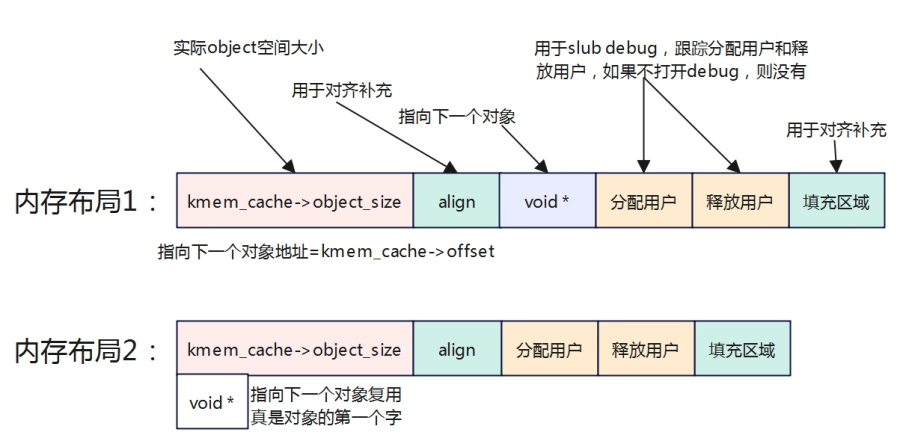 实际object空间大小
用于对齐补充
指向下一个对象
用于slub debug，跟踪分配用户和释
放用户，如果不打开debug，则没有
用于对齐补充
内存布局1：
kmem_cache->object_size
align
void *
分配用户
释放用户
填充区域
指向下一个对象地址=kmem_cache->offset
内存布局2：
kmem_cache->object_size
align
分配用户
释放用户
填充区域
void *
指向下一个对象复用
真是对象的第一个字